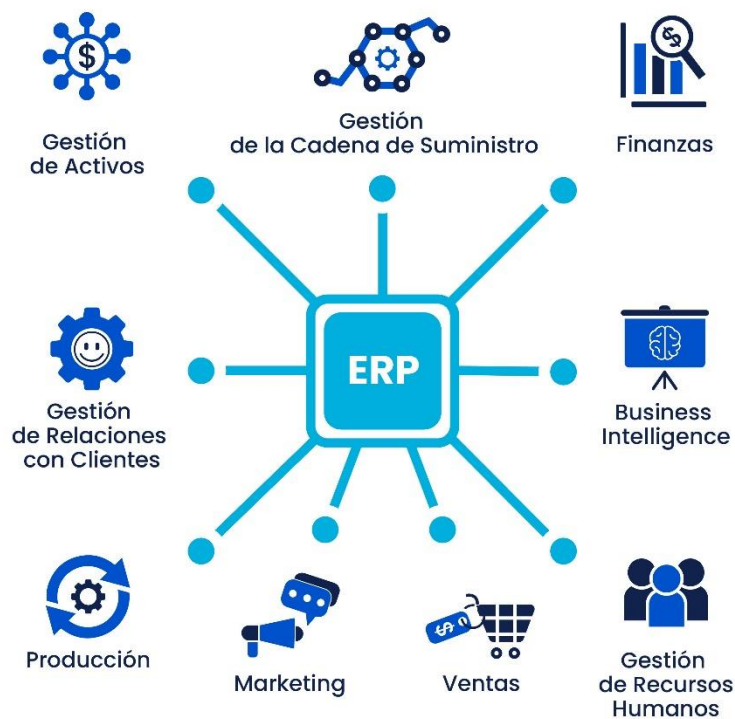 $
$
Gestión
de Activos
Gestión
de la Cadena de Suministro
Finanzas
ERP
Gestión
de Relaciones
con Clientes
Business
Intelligence
$
Producción
Marketing
Ventas
Gestión
de Recursos
Humanos